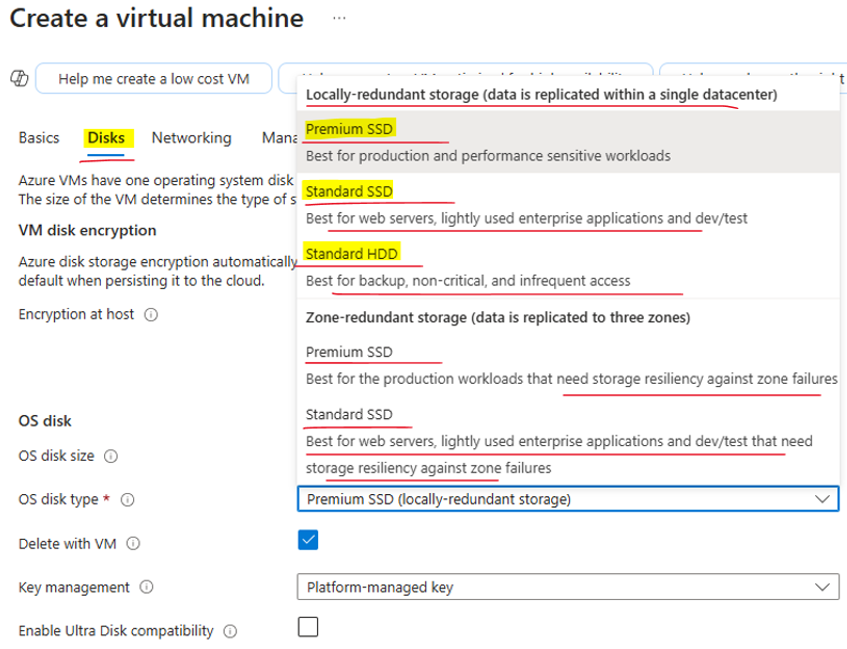 Create a virtual machine ...
Help me create a low cost VM
Locally-redundant storage (data is replicated within a single datacenter)
Basics Disks Networking Mana
Premium SSD
Best for production and performance sensitive workloads
Azure VMs have one operating system disk
The size of the VM determines the type of s
Standard SSD
Best for web servers, lightly used enterprise applications and dev/test
VM disk encryption
Azure disk storage encryption automatically
default when persisting it to the cloud.
Standard HDD
Best for backup, non-critical, and infrequent access
Encryption at host
Zone-redundant storage (data is replicated to three zones)
Premium SSD
Best for the production workloads that need storage resiliency against zone failures
Standard SSD
Best for web servers, lightly used enterprise applications and dev/test that need
storage resiliency against zone failures
OS disk
OS disk size
OS disk type * Premium SSD (locally-redundant storage)
Delete with VM
Key management Platform-managed key
Enable Ultra Disk compatibility